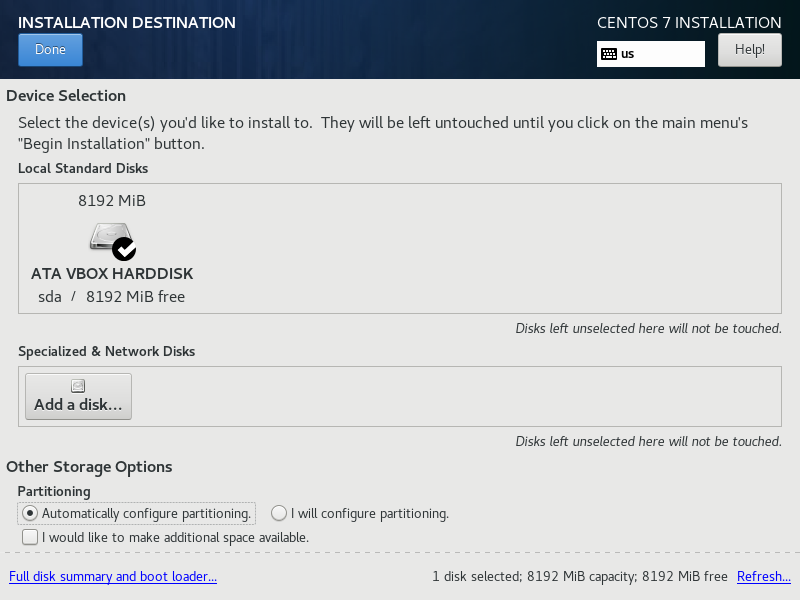 INSTALLATION DESTINATION
CENTOS 7 INSTALLATION
Done
us
Help!
Device Selection
Select the device(s) you'd like to install to.  They will be left untouched until you click on the main menu's
"Begin Installation" button.
Local Standard Disks
8192 MiB
ATA VBOX HARDDISK
sda / 8192 MiB free
Disks left unselected here will not be touched.
Specialized & Network Disks
Add a disk...
Disks left unselected here will not be touched.
Other Storage Options
Partitioning
Automatically configure partitioning. I will configure partitioning.
I would like to make additional space available.
Full disk summary and boot loader... 1 disk selected; 8192 MiB capacity; 8192 MiB free Refresh...